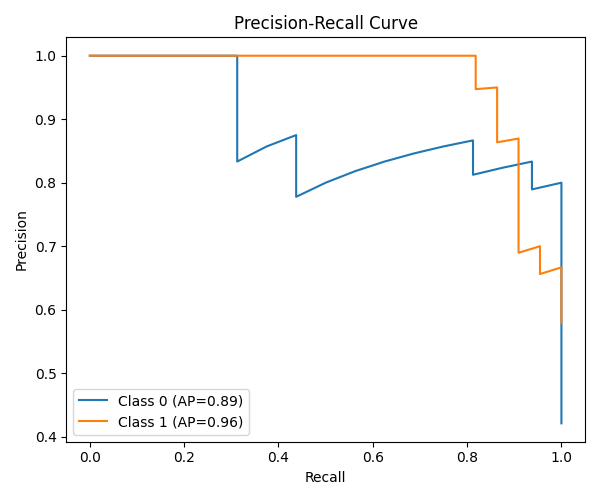 Precision-Recall Curve
1.0
0.9
0.8
0.7
0.6
0.5
0.4
Precision
Class 0 (AP=0.89)
Class 1 (AP=0.96)
0.0 0.2 0.4 0.6 0.8 1.0
Recall